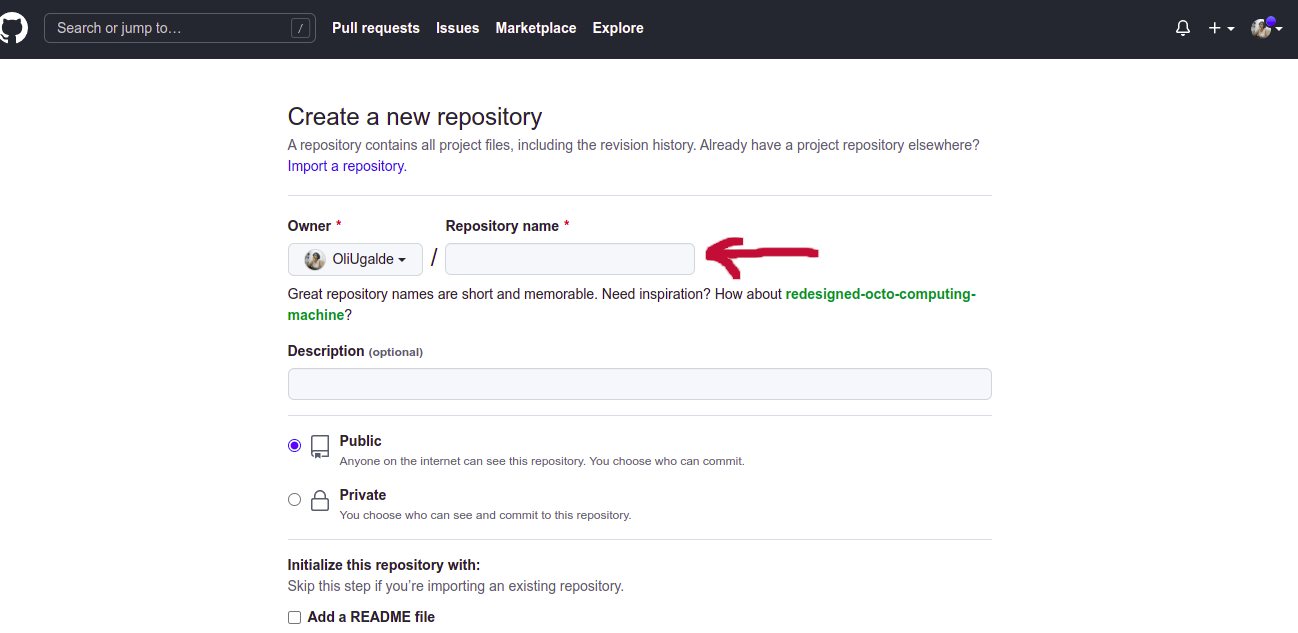 Search or jump to…
/
Pull requests Issues Marketplace Explore
Create a new repository
A repository contains all project files, including the revision history. Already have a project repository elsewhere?
Import a repository.
Owner * Repository name *
OliUgalde /
Great repository names are short and memorable. Need inspiration? How about redesigned-octo-computing-
machine?
Description (optional)
Public
Anyone on the internet can see this repository. You choose who can commit.
Private
You choose who can see and commit to this repository.
Initialize this repository with:
Skip this step if you’re importing an existing repository.
Add a README file